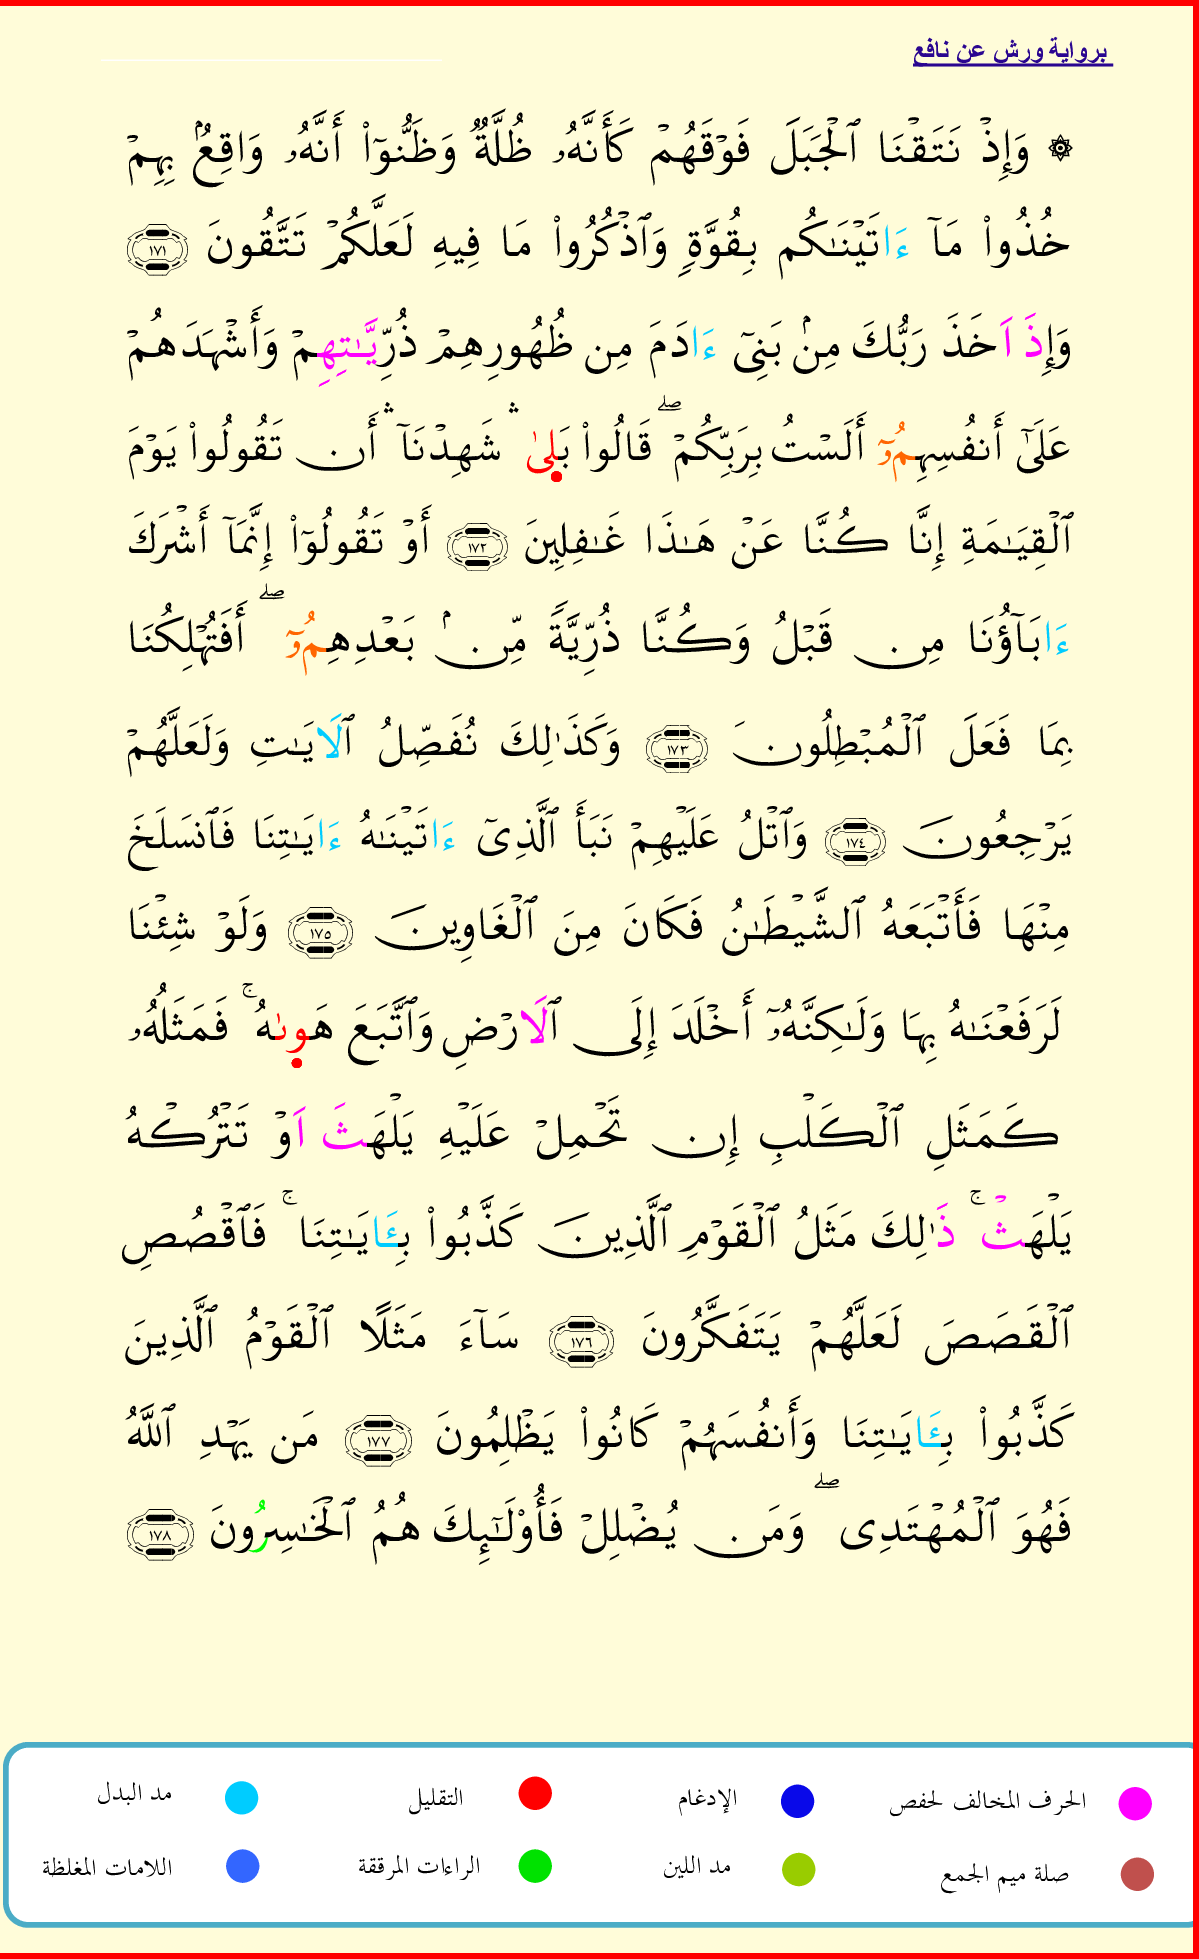 برواية ورش عن نافع
۞ وَإِذْ نَتَقْنَا ٱلْجَبَلَ فَوْقَهُمْ كَأَنَّهُۥ ظُلَّةٌ وَظَنُّوٓا۟ أَنَّهُۥ وَاقِعٌۢ بِهِمْ
خُذُوا۟ مَآ ءَاتَيْنَـٰكُم بِقُوَّةٍ وَٱذْكُرُوا۟ مَا فِيهِ لَعَلَّكُمْ تَتَّقُونَ ١٧١
وَإِذَ اَخَذَ رَبُّكَ مِنۢ بَنِىٓ ءَادَمَ مِن ظُهُورِهِمْ ذُرِّيَّـٰتِهِمْ وَأَشْهَدَهُمْ
عَلَىٰٓ أَنفُسِهِمُۥٓ أَلَسْتُ بِرَبِّكُمْ ۖ قَالُوا۟ بَلٜىٰ ۛ شَهِدْنَآ ۛ أَن تَقُولُوا۟ يَوْمَ
ٱلْقِيَـٰمَةِ إِنَّا كُنَّا عَنْ هَـٰذَا غَـٰفِلِينَ ١٧٢ أَوْ تَقُولُوٓا۟ إِنَّمَآ أَشْرَكَ
ءَابَآؤُنَا مِن قَبْلُ وَكُنَّا ذُرِّيَّةً مِّنۢ بَعْدِهِمُۥٓ ۖ أَفَتُهْلِكُنَا
بِمَا فَعَلَ ٱلْمُبْطِلُونَ ١٧٣ وَكَذَٰلِكَ نُفَصِّلُ ٱلَايَـٰتِ وَلَعَلَّهُمْ
يَرْجِعُونَ ١٧٤ وَٱتْلُ عَلَيْهِمْ نَبَأَ ٱلَّذِىٓ ءَاتَيْنَـٰهُ ءَايَـٰتِنَا فَٱنسَلَخَ
مِنْهَا فَأَتْبَعَهُ ٱلشَّيْطَـٰنُ فَكَانَ مِنَ ٱلْغَاوِينَ ١٧٥ وَلَوْ شِئْنَا
لَرَفَعْنَـٰهُ بِهَا وَلَـٰكِنَّهُۥٓ أَخْلَدَ إِلَى ٱلَارْضِ وَٱتَّبَعَ هَوٜىٰهُ ۚ فَمَثَلُهُۥ
كَمَثَلِ ٱلْكَلْبِ إِن تَحْمِلْ عَلَيْهِ يَلْهَثَ اَوْ تَتْرُكْهُ
يَلْهَثْ ۚ ذَٰلِكَ مَثَلُ ٱلْقَوْمِ ٱلَّذِينَ كَذَّبُوا۟ بِـَٔايَـٰتِنَا ۚ فَٱقْصُصِ
ٱلْقَصَصَ لَعَلَّهُمْ يَتَفَكَّرُونَ ١٧٦ سَآءَ مَثَلًا ٱلْقَوْمُ ٱلَّذِينَ
كَذَّبُوا۟ بِـَٔايَـٰتِنَا وَأَنفُسَهُمْ كَانُوا۟ يَظْلِمُونَ ١٧٧ مَن يَهْدِ ٱللَّهُ
فَهُوَ ٱلْمُهْتَدِى ۖ وَمَن يُضْلِلْ فَأُو۟لَـٰٓئِكَ هُمُ ٱلْخَـٰسِرُونَ ١٧٨
الحرف المخالف لحفص الإدغام التقليل مد البدل
صلة ميم الجمع مد اللين الراءات المرققة اللامات المغلظة